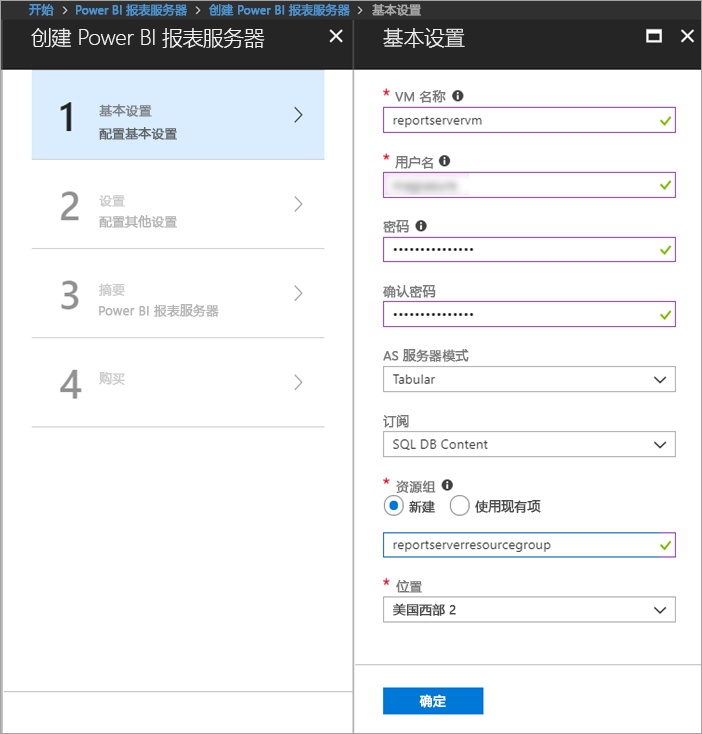 开始 > Power BI 报表服务器 > 创建 Power BI 报表服务器 > 基本设置
创建 Power BI 报表服务器
1
基本设置
配置基本设置
2
设置
配置其他设置
3
摘要
Power BI 报表服务器
4
购买
基本设置
* VM 名称
reportservervm
* 用户名
密码
•••••••••••••••
确认密码
•••••••••••••••
AS 服务器模式
Tabular
订阅
SQL DB Content
* 资源组
新建 使用现有项
reportserverresourcegroup
* 位置
美国西部 2
确定